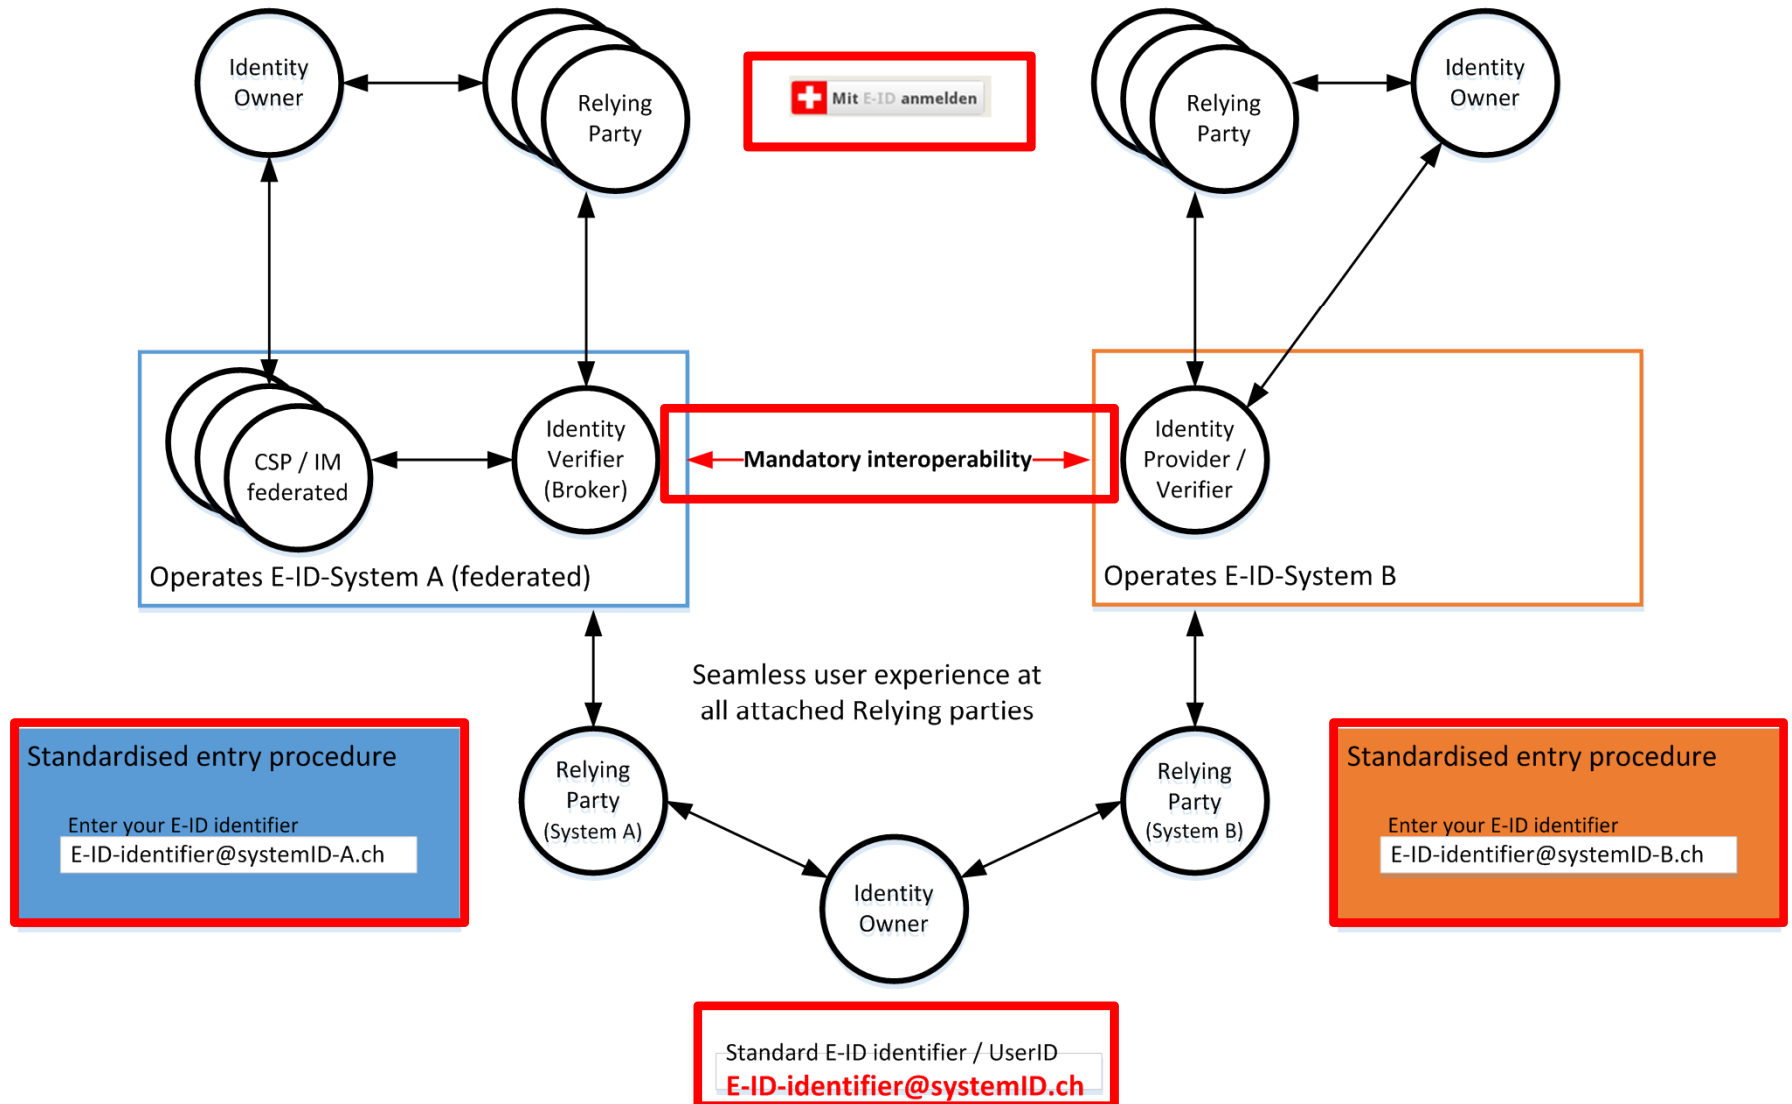 Identity
Owner
Relying
Party
Mit E-ID anmelden
Relying
Party
Identity
Owner
CSP / IM
federated
Identity
Verifier
(Broker)
Mandatory interoperability
Identity
Provider /
Verifier
Operates E-ID-System A (federated)
Operates E-ID-System B
Seamless user experience at
all attached Relying parties
Standardised entry procedure
Enter your E-ID identifier
E-ID-identifier@systemID-A.ch
Relying
Party
(System A)
Relying
Party
(System B)
Standardised entry procedure
Enter your E-ID identifier
E-ID-identifier@systemID-B.ch
Identity
Owner
Standard E-ID identifier / UserID
E-ID-identifier@systemID.ch